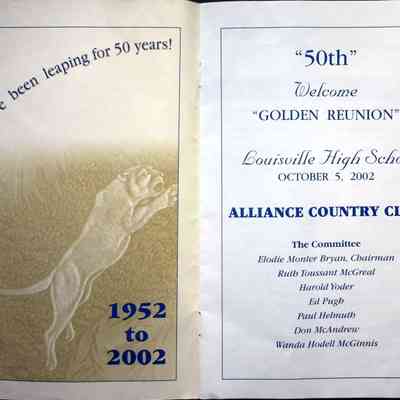 e been leaping for 50 years!
1952
to
2002
"50th"
Welcome
"GOLDEN REUNION"
Louisville High Scho
OCTOBER 5, 2002
ALLIANCE COUNTRY CL
The Committee
Elodie Monter Bryan, Chairman
Ruth Toussant McGreal
Harold Yoder
Ed Pugh
Paul Helmuth
Don McAndrew
Wanda Hodell McGinnis